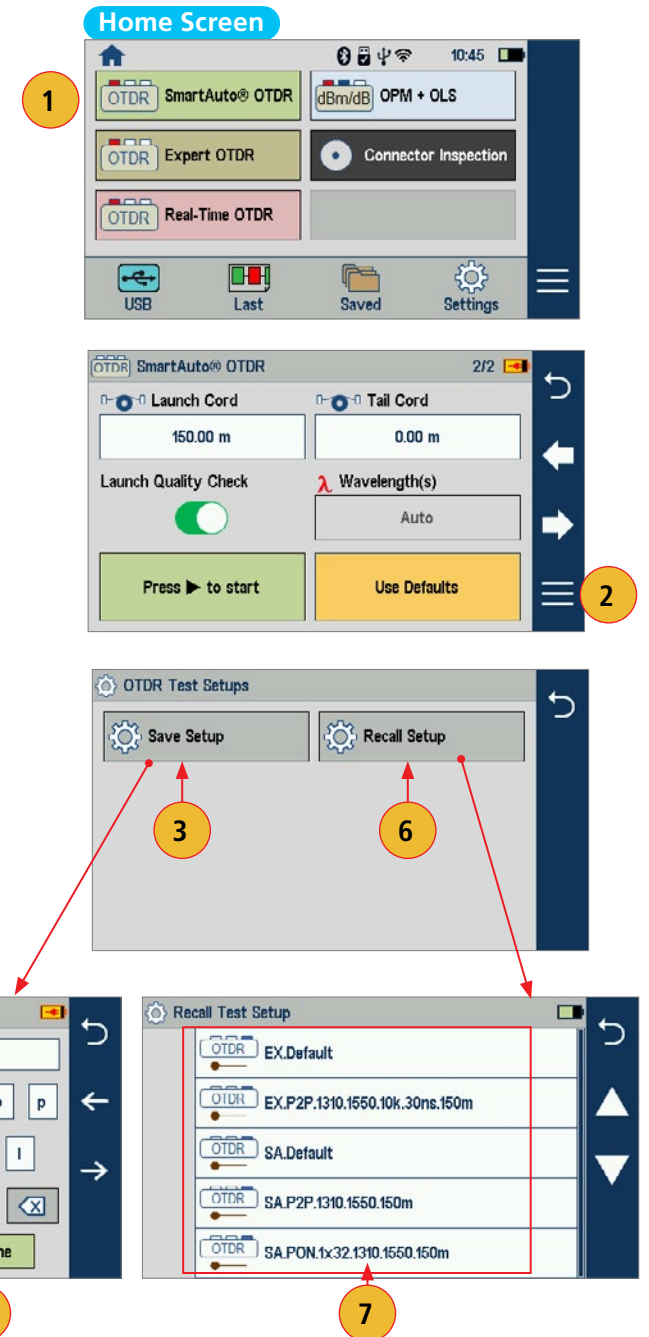 Home Screen
10:45
1
OTDR SmartAuto® OTDR
dBm/dB OPM + OLS
OTDR Expert OTDR
Connector Inspection
OTDR Real-Time OTDR
USB Last Saved Settings
OTDR SmartAuto® OTDR 2/2
Launch Cord Tail Cord
150.00 m 0.00 m
Launch Quality Check λ Wavelength(s)
Auto
Press ▶ to start Use Defaults
2
OTDR Test Setups
Save Setup Recall Setup
3 6
p
l
Recall Test Setup
OTDR EX.Default
OTDR EX.P2P.1310.1550.10k.30ns.150m
OTDR SA.Default
OTDR SA.P2P.1310.1550.150m
OTDR SA.PON.1x32.1310.1550.150m
7